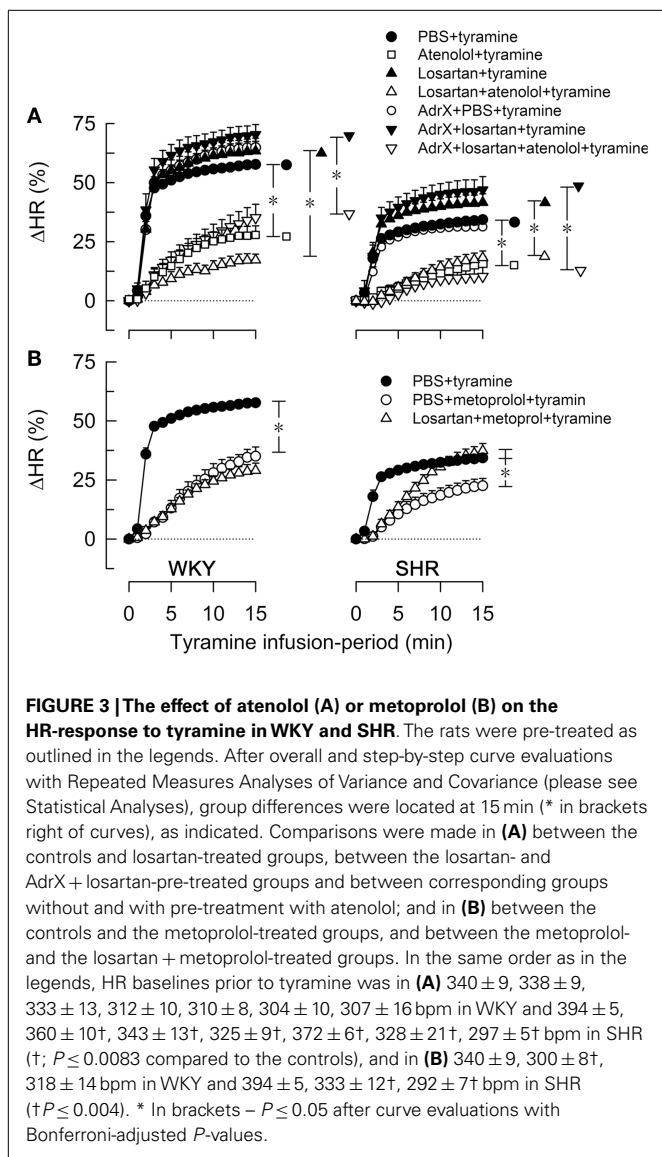 PBS+tyramine
Atenolol+tyramine
Losartan+tyramine
Losartan+atenolol+tyramine
AdrX+PBS+tyramine
AdrX+losartan+tyramine
AdrX+losartan+atenolol+tyramine
A
75
50
25
0
ΔHR (%)
* * *
* * *
B
PBS+tyramine
PBS+metoprolol+tyramin
Losartan+metoprol+tyramine
75
50
25
0
ΔHR (%)
*
*
WKY
SHR
0 5 10 15
0 5 10 15
Tyramine infusion-period (min)
FIGURE 3 | The effect of atenolol (A) or metoprolol (B) on the
HR-response to tyramine in WKY and SHR. The rats were pre-treated as
outlined in the legends. After overall and step-by-step curve evaluations
with Repeated Measures Analyses of Variance and Covariance (please see
Statistical Analyses), group differences were located at 15 min (* in brackets
right of curves), as indicated. Comparisons were made in (A) between the
controls and losartan-treated groups, between the losartan- and
AdrX + losartan-pre-treated groups and between corresponding groups
without and with pre-treatment with atenolol; and in (B) between the
controls and the metoprolol-treated groups, and between the metoprolol-
and the losartan + metoprolol-treated groups. In the same order as in the
legends, HR baselines prior to tyramine was in (A) 340 ± 9, 338 ± 9,
333 ± 13, 312 ± 10, 310 ± 8, 304 ± 10, 307 ± 16 bpm in WKY and 394 ± 5,
360 ± 10†, 343 ± 13†, 325 ± 9†, 372 ± 6†, 328 ± 21†, 297 ± 5† bpm in SHR
(†; P ≤ 0.0083 compared to the controls), and in (B) 340 ± 9, 300 ± 8†,
318 ± 14 bpm in WKY and 394 ± 5, 333 ± 12†, 292 ± 7† bpm in SHR
(†P ≤ 0.004). * In brackets – P ≤ 0.05 after curve evaluations with
Bonferroni-adjusted P-values.